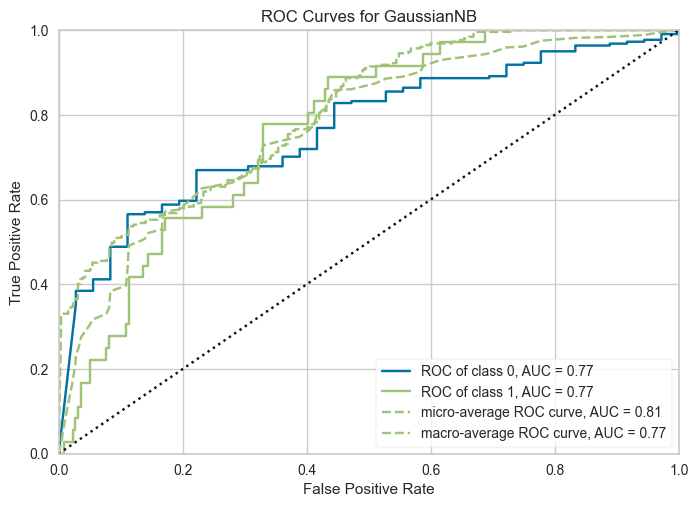 ROC Curves for GaussianNB
1.0
0.8
0.6
0.4
0.2
0.0
True Positive Rate
ROC of class 0, AUC = 0.77
ROC of class 1, AUC = 0.77
micro-average ROC curve, AUC = 0.81
macro-average ROC curve, AUC = 0.77
0.0 0.2 0.4 0.6 0.8 1.0
False Positive Rate